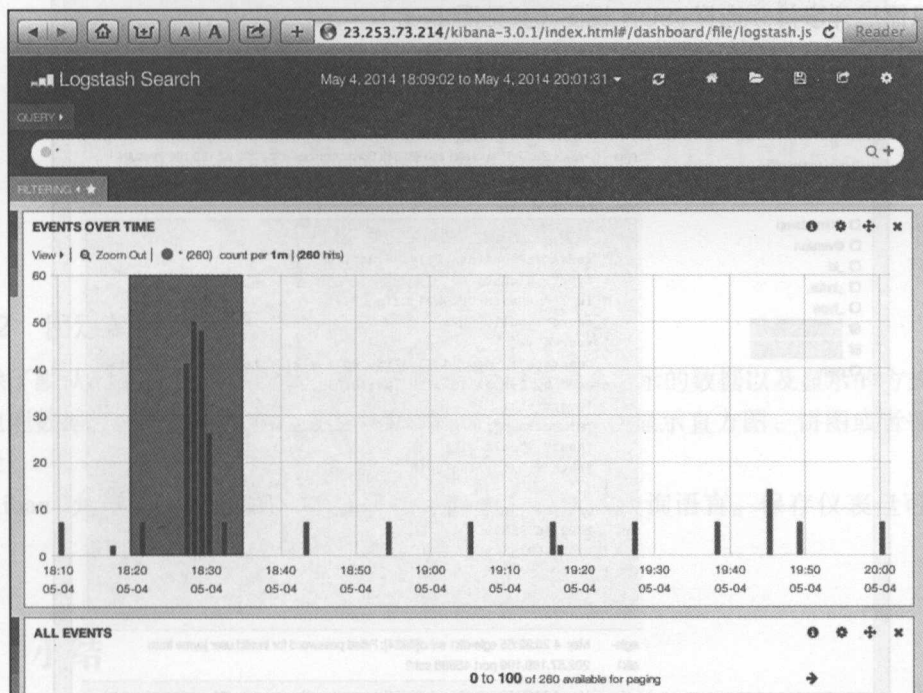 A A + 23.253.73.214/kibana-3.0.1/index.html#/dashboard/file/logstash.js Reader
Logstash Search May 4, 2014 18:09:02 to May 4, 2014 20:01:31
QUERY
*
FILTERING
EVENTS OVER TIME
View | Zoom Out | * (260) count per 1m | (260 hits)
60
50
40
30
20
10
0
18:10 18:20 18:30 18:40 18:50 19:00 19:10 19:20 19:30 19:40 19:50 20:00
05-04 05-04 05-04 05-04 05-04 05-04 05-04 05-04 05-04 05-04 05-04 05-04
ALL EVENTS
0 to 100 of 260 available for paging